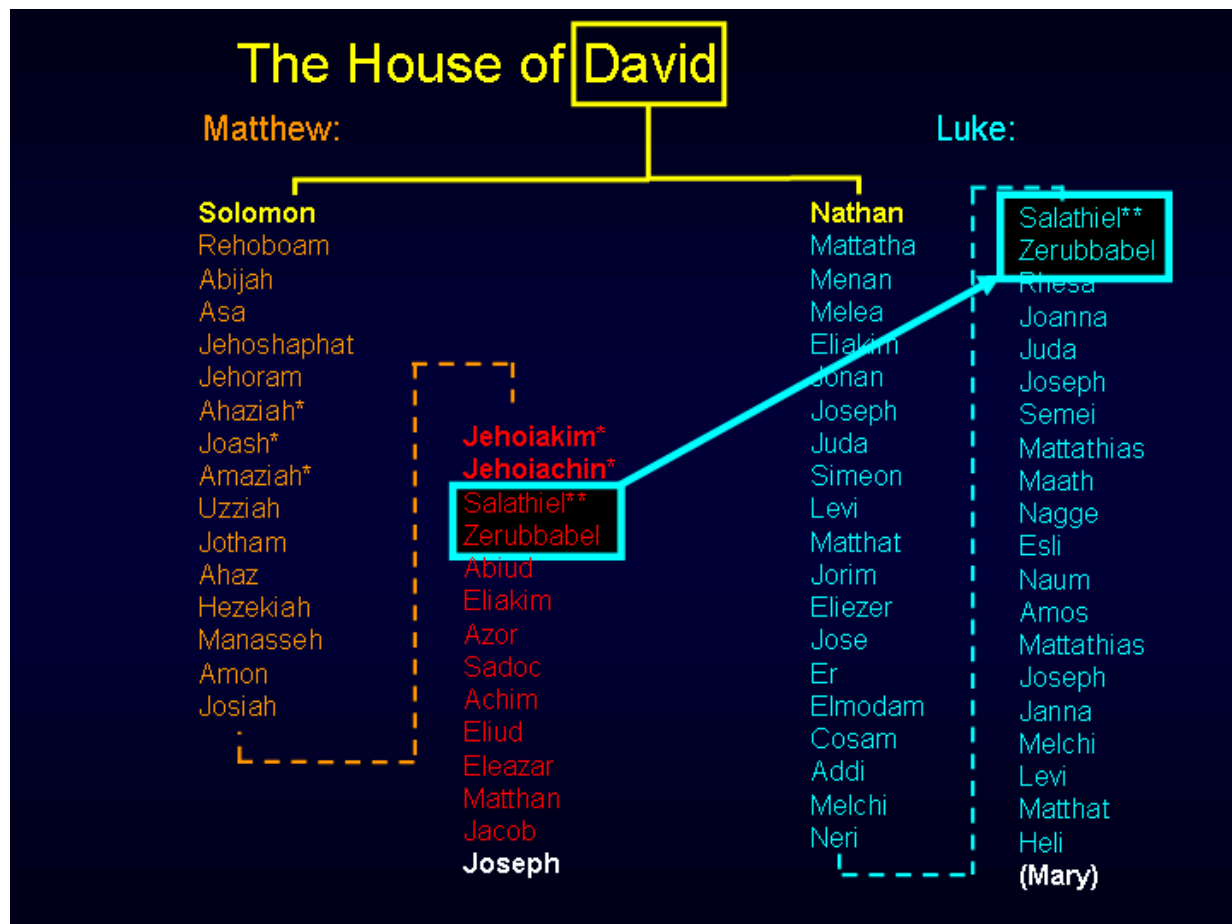 The House of David
Matthew:
Luke:
Solomon
Rehoboam
Abijah
Asa
Jehoshaphat
Jehoram
Ahaziah*
Joash*
Amaziah*
Uzziah
Jotham
Ahaz
Hezekiah
Manasseh
Amon
Josiah
Jehoiakim*
Jehoiachin*
Salathiel**
Zerubbabel
Abiud
Eliakim
Azor
Sadoc
Achim
Eliud
Eleazar
Matthan
Jacob
Joseph
Nathan
Mattatha
Menan
Melea
Eliakim
Jonan
Joseph
Juda
Simeon
Levi
Matthat
Jorim
Eliezer
Jose
Er
Elmodam
Cosam
Addi
Melchi
Neri
Salathiel**
Zerubbabel
Rhesa
Joanna
Juda
Joseph
Semei
Mattathias
Maath
Nagge
Esli
Naum
Amos
Mattathias
Joseph
Janna
Melchi
Levi
Matthat
Heli
(Mary)